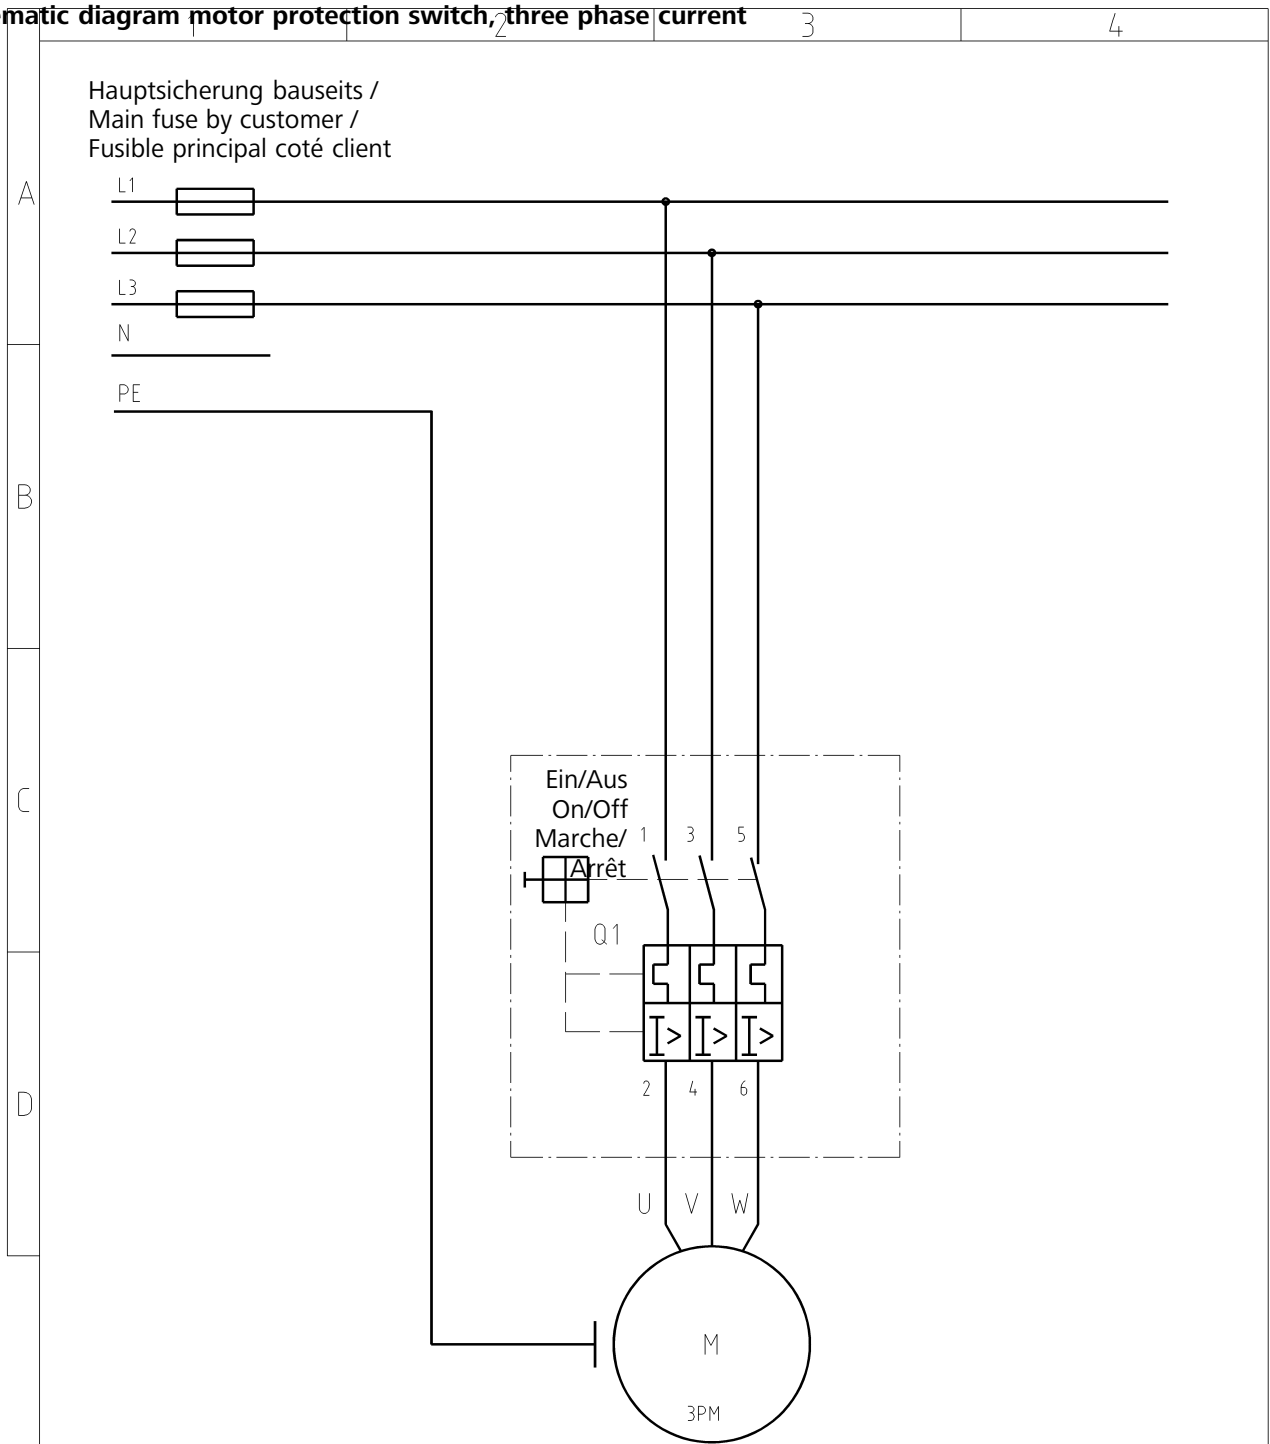 matic diagram motor protection switch, three phase current
1 2 3 4
Hauptsicherung bauseits /
Main fuse by customer /
Fusible principal coté client
A
L1
L2
L3
N
PE
B
C
Ein/Aus
On/Off
Marche/
Arrêt
1 3 5
Q1
I> I> I>
2 4 6
D
U V W
M
3PM